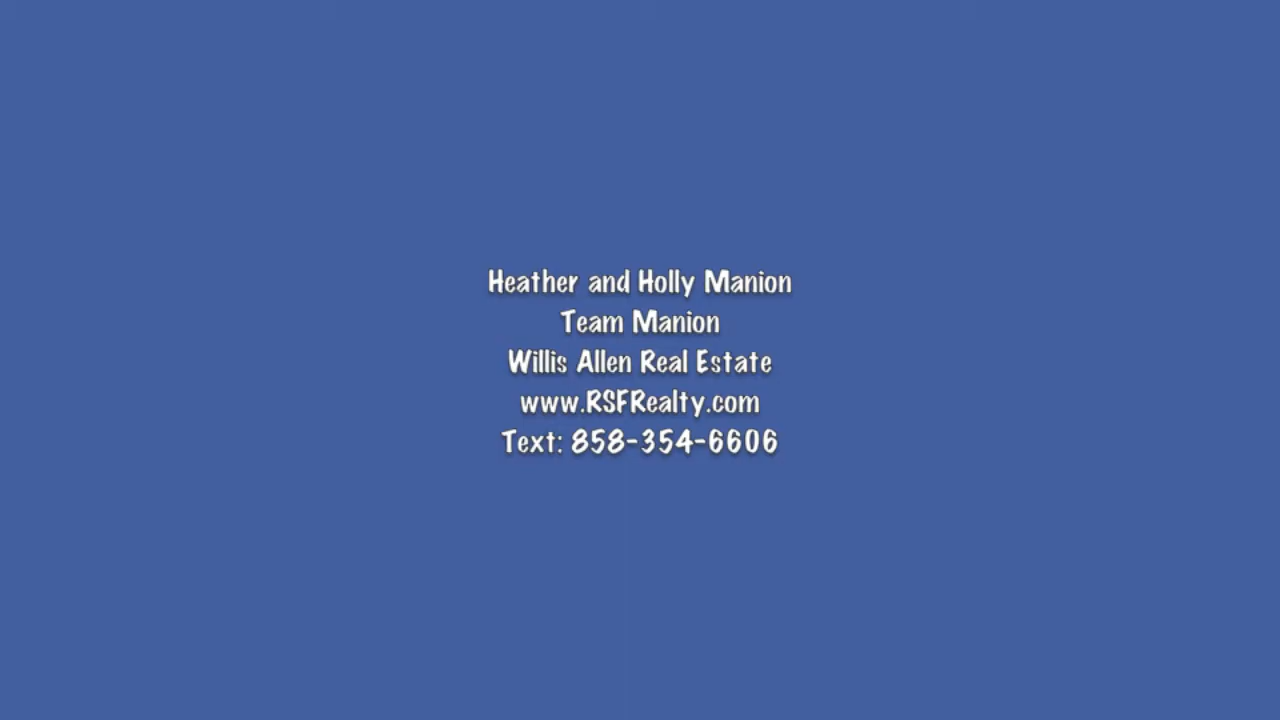 Heather and Holly Manion
Team Manion
Willis Allen Real Estate
www.RSFRealty.com
Text: 858-354-6606